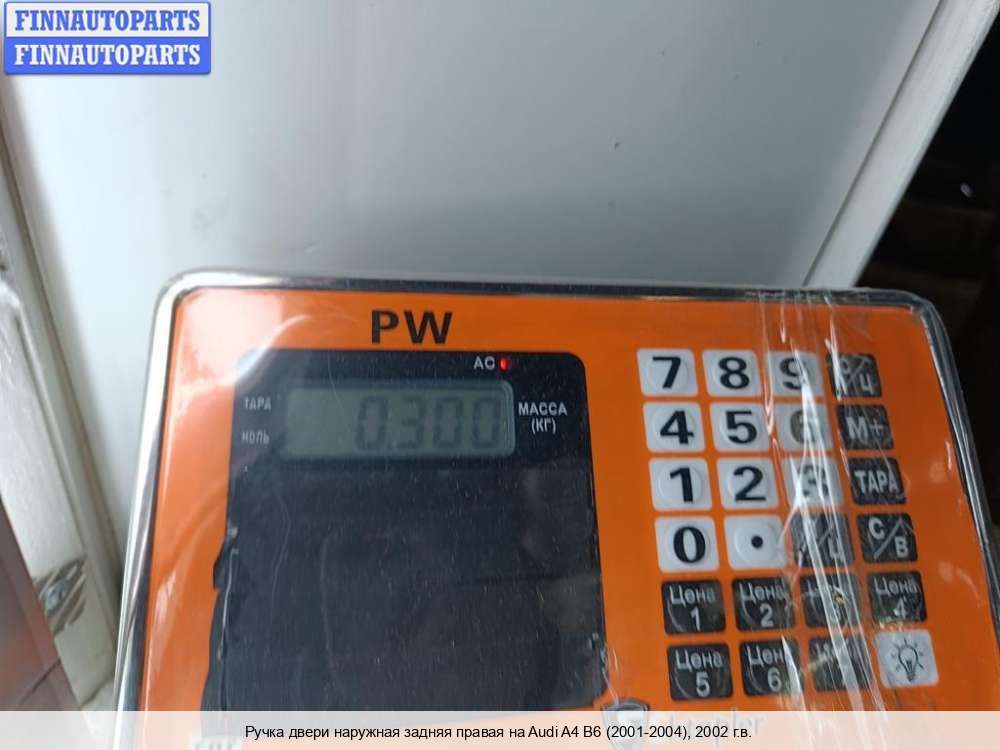 FINNAUTOPARTS
FINNAUTOPARTS
PW
AC
ТАРА
НОЛЬ
0.300
МАССА
(КГ)
7 8 9
4 5 6 М+
1 2 3 ТАРА
0 . С/В
Цена 1 Цена 2 Цена 4
Цена 5 Цена 6
Ручка двери наружная задняя правая на Audi A4 B6 (2001-2004), 2002 г.в.